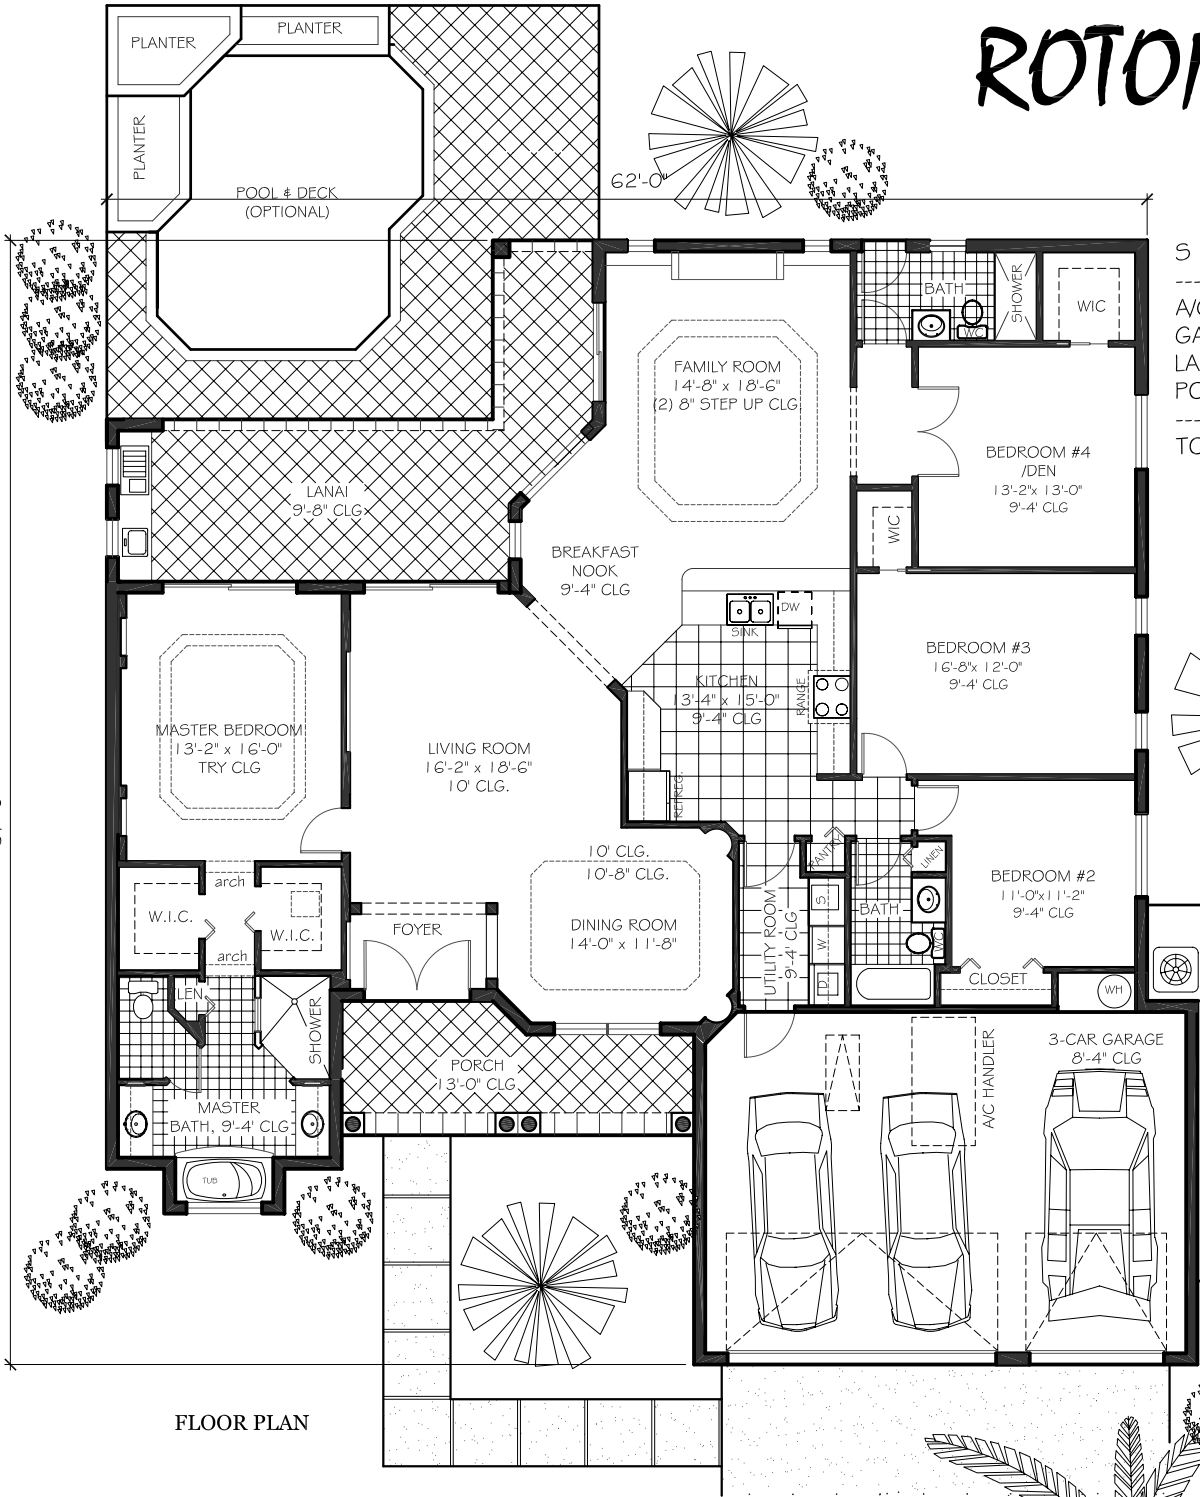 PLANTER
PLANTER
PLANTER
POOL & DECK
(OPTIONAL)
62'-0"
S
A/C
GA
LA
PO
TO
BATH
SHOWER
WC
WIC
FAMILY ROOM
14'-8" x 18'-6"
(2) 8" STEP UP CLG
BEDROOM #4
/DEN
13'-2"x 13'-0"
9'-4' CLG
LANAI
9'-8" CLG
WIC
BREAKFAST
NOOK
9'-4" CLG
DW
SINK
BEDROOM #3
16'-8"x 12'-0"
9'-4' CLG
KITCHEN
13'-4" x 15'-0"
9'-4" CLG
RANGE
MASTER BEDROOM
13'-2" x 16'-0"
TRY CLG
LIVING ROOM
16'-2" x 18'-6"
10' CLG.
REFREG.
10' CLG.
10'-8" CLG.
PANTRY
LINEN
BEDROOM #2
11'-0"x11'-2"
9'-4" CLG
arch
W.I.C.
W.I.C.
arch
FOYER
DINING ROOM
14'-0" x 11'-8"
UTILITY ROOM
9'-4' CLG
S
W
D
BATH
WC
CLOSET
WH
LEN
SHOWER
PORCH
13'-0" CLG
A/C HANDLER
3-CAR GARAGE
8'-4" CLG
MASTER
BATH, 9'-4' CLG
TUB
FLOOR PLAN